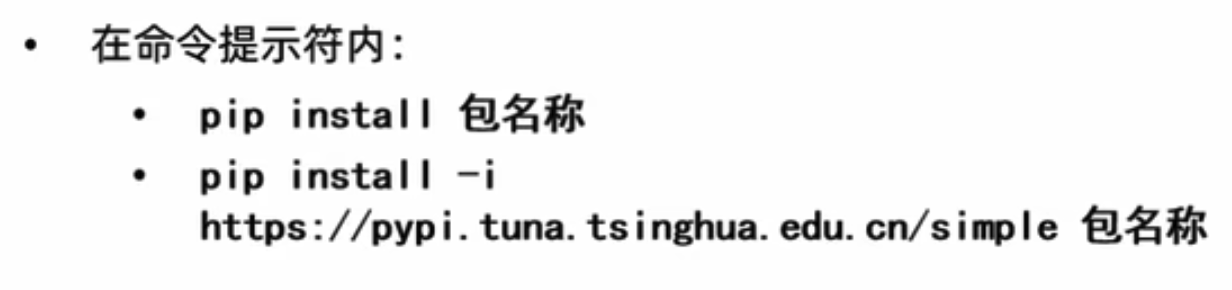 • 在命令提示符内：
• pip install 包名称
• pip install -i
https://pypi.tuna.tsinghua.edu.cn/simple 包名称